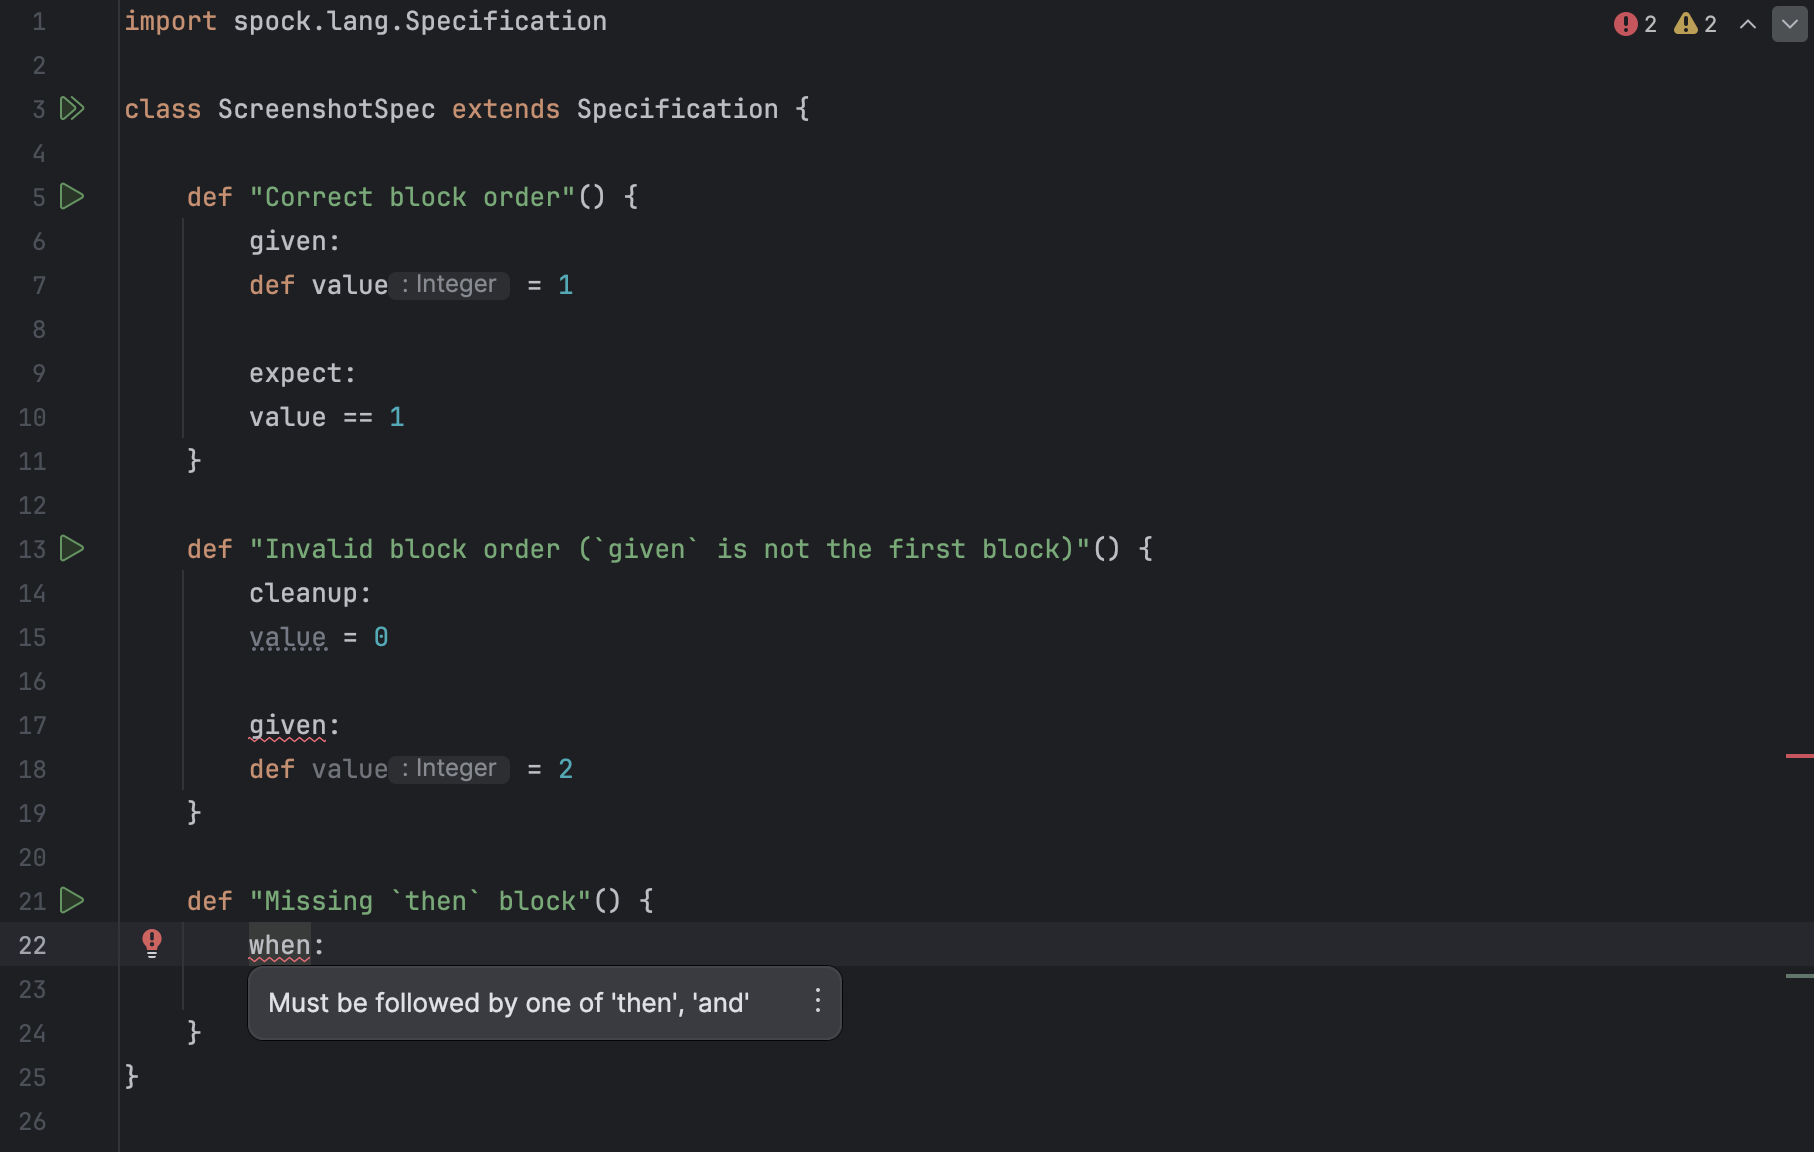 1 import spock.lang.Specification
2
3 class ScreenshotSpec extends Specification {
4
5 def "Correct block order"() {
6 given:
7 def value : Integer = 1
8
9 expect:
10 value == 1
11 }
12
13 def "Invalid block order (`given` is not the first block)"() {
14 cleanup:
15 value = 0
16
17 given:
18 def value : Integer = 2
19 }
20
21 def "Missing `then` block"() {
22 when:
23
Must be followed by one of 'then', 'and'
24 }
25 }
26
2 2